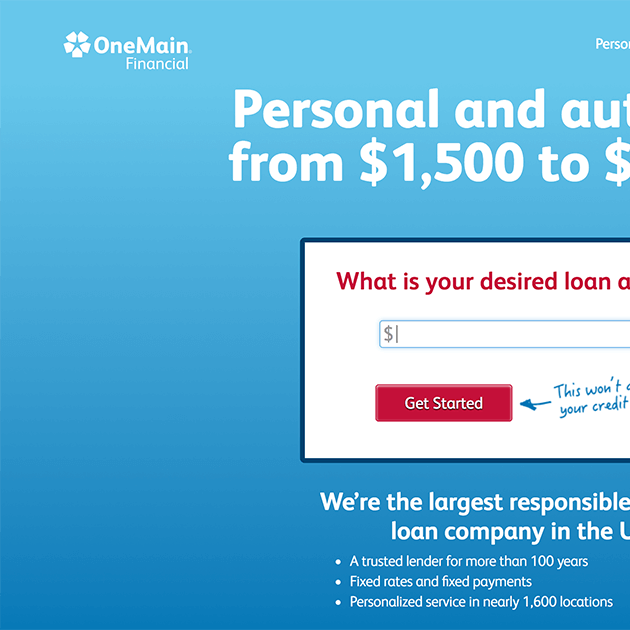 OneMain
Financial
Perso
Personal and aut
from $1,500 to $
What is your desired loan a
$
Get Started
This won't
your credit
We're the largest responsible
loan company in the U
• A trusted lender for more than 100 years
• Fixed rates and fixed payments
• Personalized service in nearly 1,600 locations